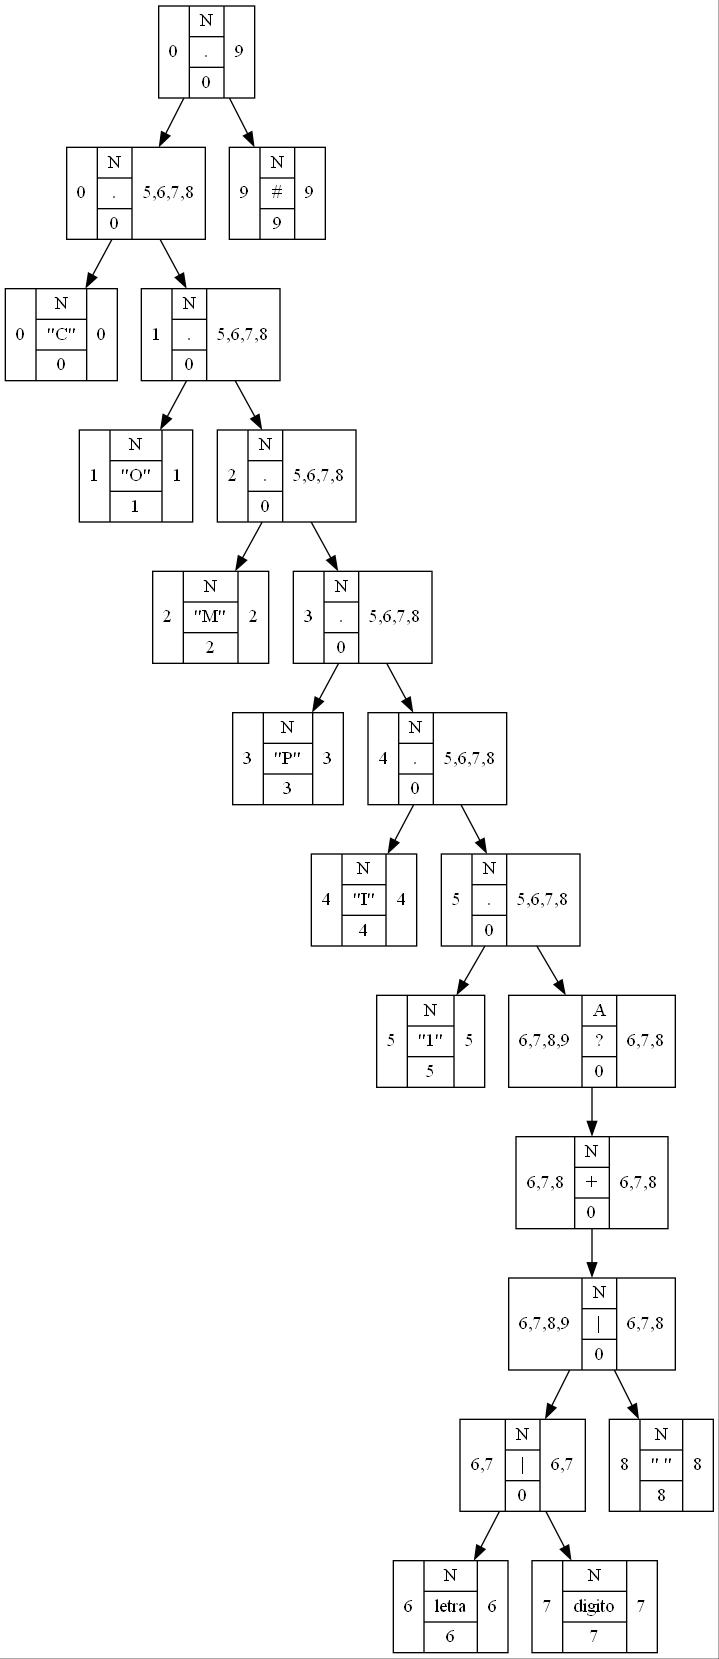 N
0 . 9
0
N
0 . 5,6,7,8
0
N
9 # 9
9
N
0 "C" 0
0
N
1 . 5,6,7,8
0
N
1 "O" 1
1
N
2 . 5,6,7,8
0
N
2 "M" 2
2
N
3 . 5,6,7,8
0
N
3 "P" 3
3
N
4 . 5,6,7,8
0
N
4 "I" 4
4
N
5 . 5,6,7,8
0
N
5 "1" 5
5
A
6,7,8,9 ? 6,7,8
0
N
6,7,8 + 6,7,8
0
N
6,7,8,9 | 6,7,8
0
N
6,7 | 6,7
0
N
8 " " 8
8
N
6 letra 6
6
N
7 digito 7
7